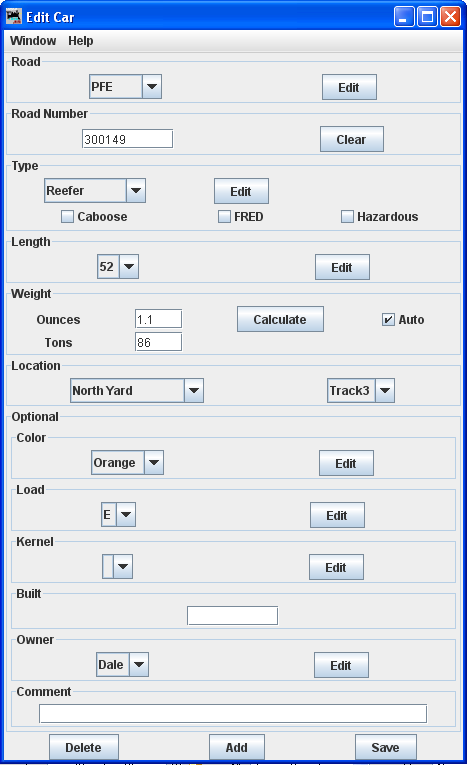 Edit Car
Window Help
Road
PFE Edit
Road Number
300149 Clear
Type
Reefer Edit
Caboose FRED Hazardous
Length
52 Edit
Weight
Ounces 1.1 Calculate Auto
Tons 86
Location
North Yard Track3
Optional
Color
Orange Edit
Load
E Edit
Kernel
Edit
Built
Owner
Dale Edit
Comment
Delete Add Save